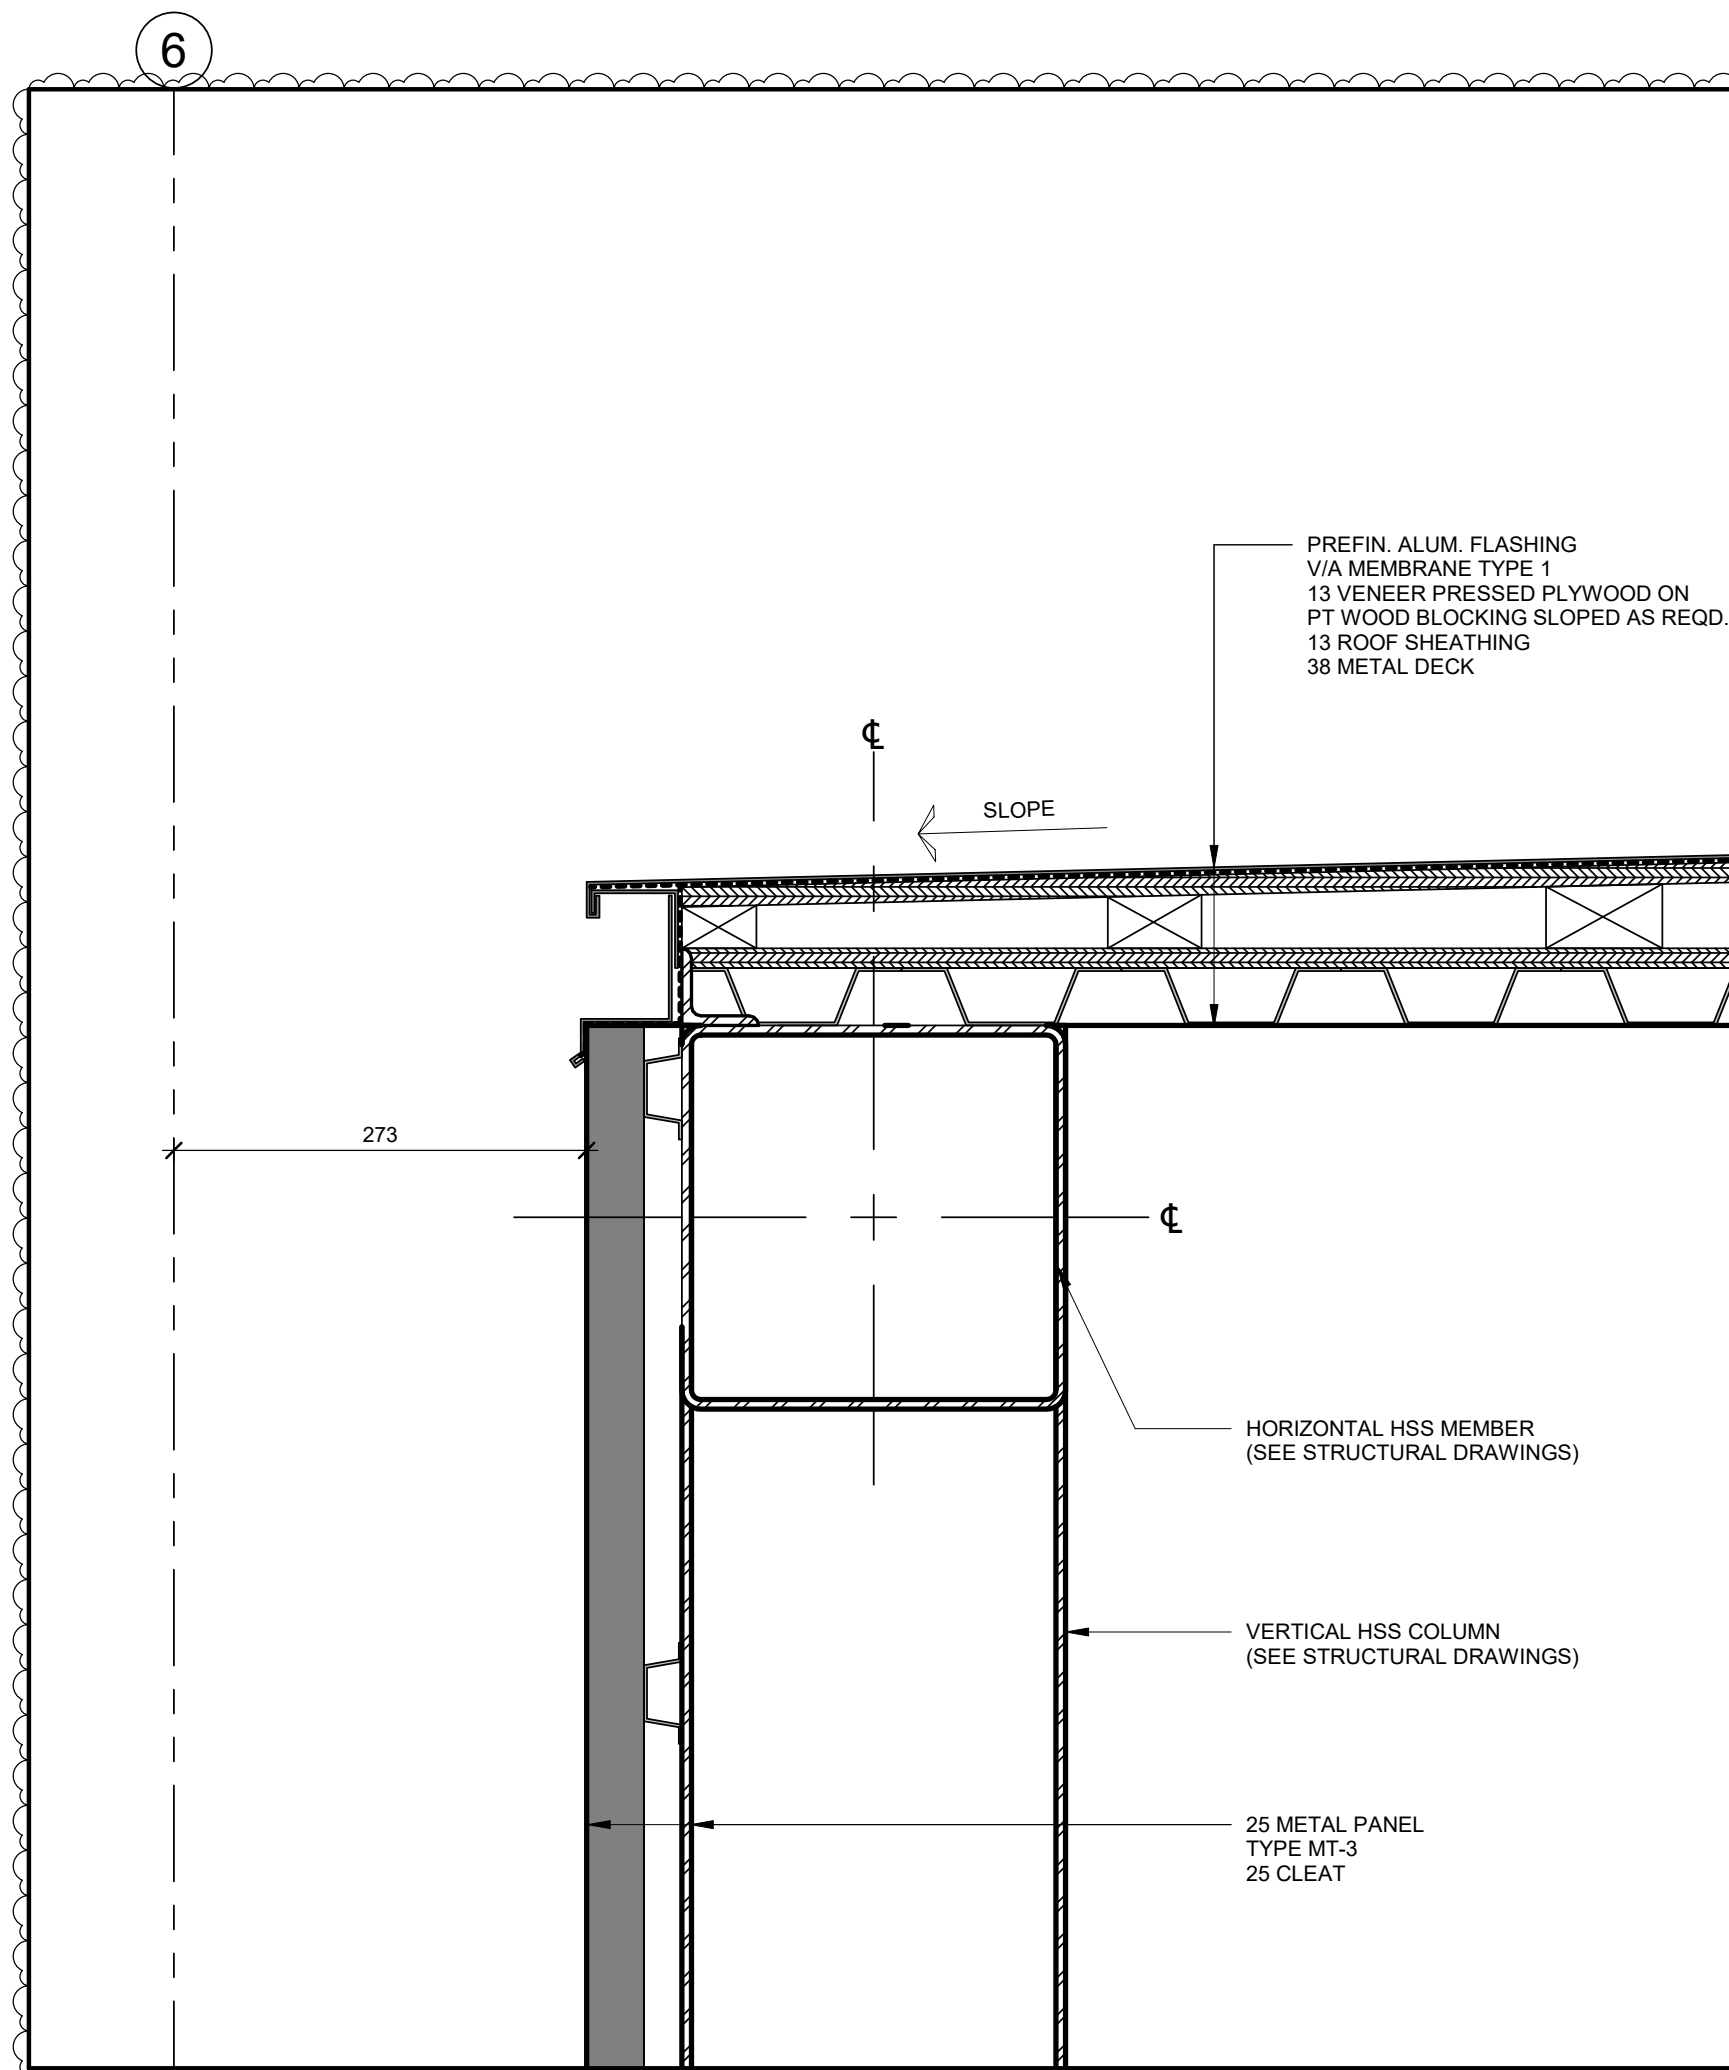 6
PREFIN. ALUM. FLASHING
V/A MEMBRANE TYPE 1
13 VENEER PRESSED PLYWOOD ON
PT WOOD BLOCKING SLOPED AS REQD.
13 ROOF SHEATHING
38 METAL DECK
℄
SLOPE
273
℄
HORIZONTAL HSS MEMBER
(SEE STRUCTURAL DRAWINGS)
VERTICAL HSS COLUMN
(SEE STRUCTURAL DRAWINGS)
25 METAL PANEL
TYPE MT-3
25 CLEAT